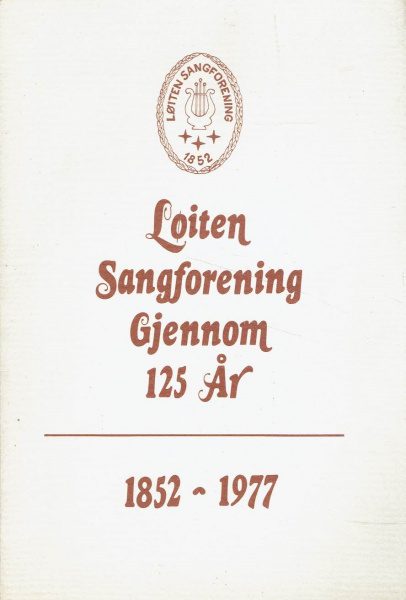 LØITEN SANGFORENING
1852
Løiten
Sangforening
Gjennom
125 År
1852 - 1977